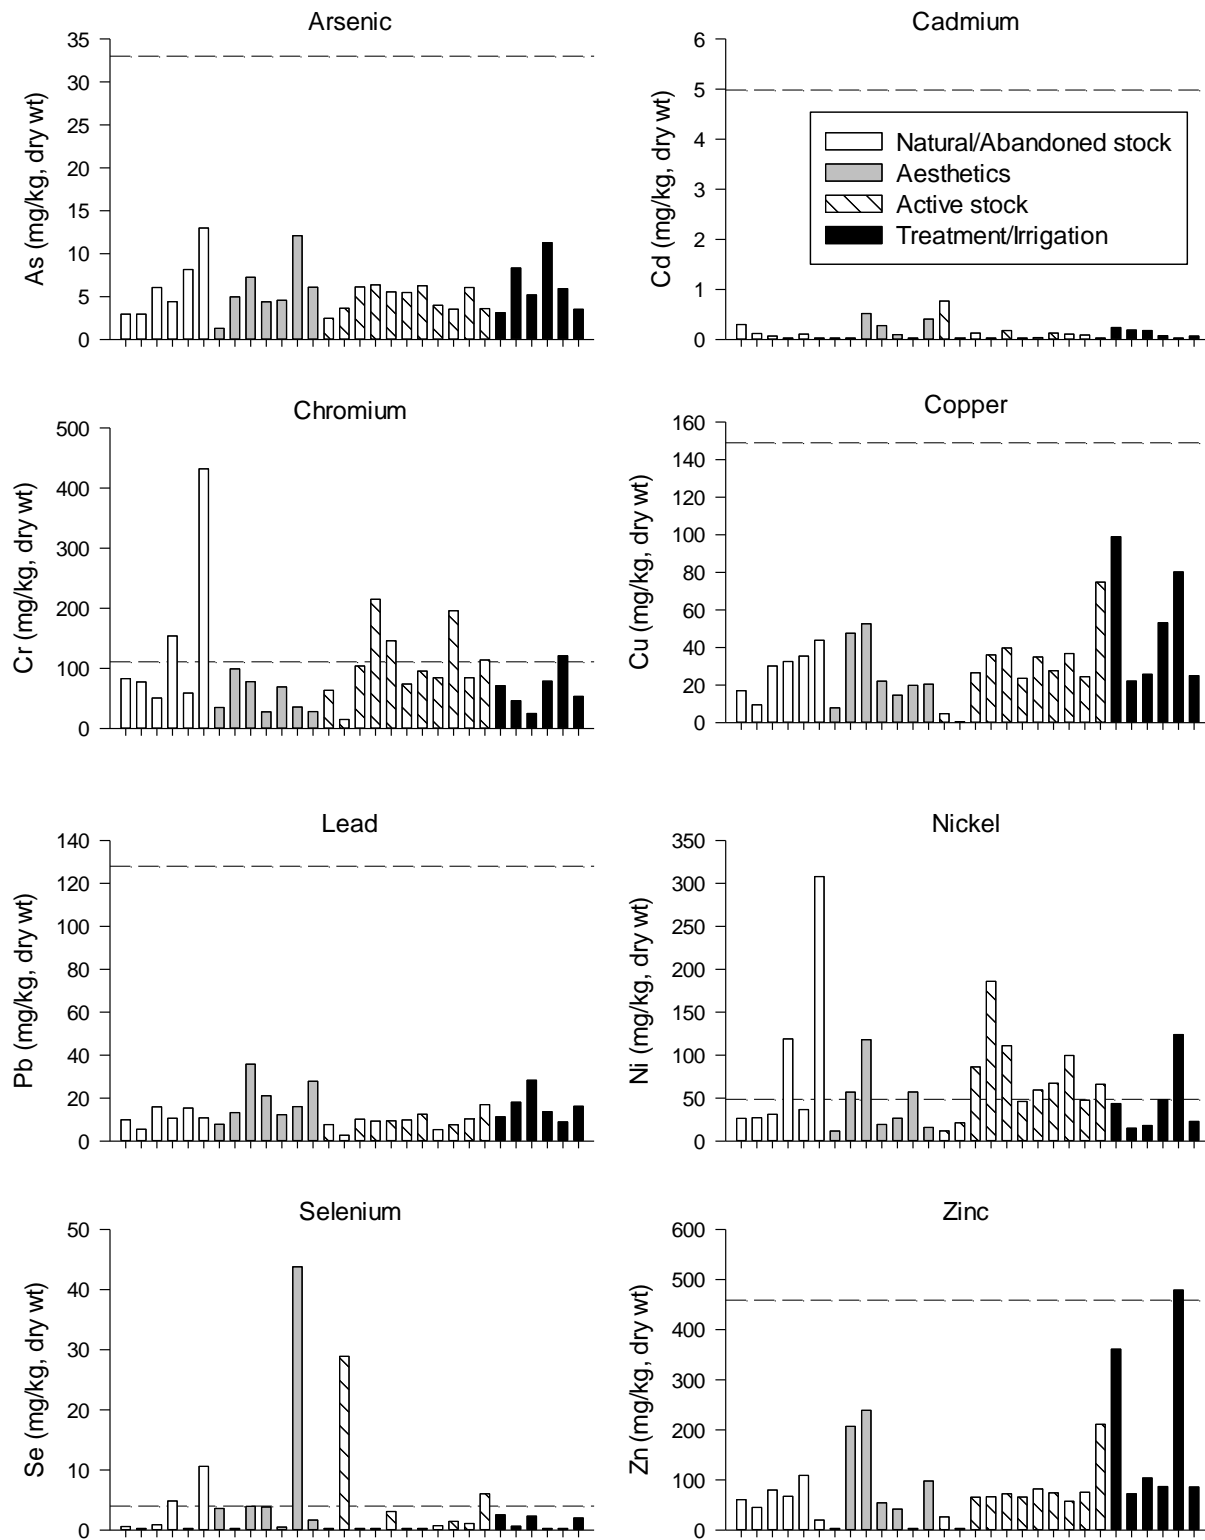 Arsenic
35
30
25
20
15
10
5
0
As (mg/kg, dry wt)
Cadmium
6
5
4
3
2
1
0
Cd (mg/kg, dry wt)
Natural/Abandoned stock
Aesthetics
Active stock
Treatment/Irrigation
Chromium
500
400
300
200
100
0
Cr (mg/kg, dry wt)
Copper
160
140
120
100
80
60
40
20
0
Cu (mg/kg, dry wt)
Lead
140
120
100
80
60
40
20
0
Pb (mg/kg, dry wt)
Nickel
350
300
250
200
150
100
50
0
Ni (mg/kg, dry wt)
Selenium
50
40
30
20
10
0
Se (mg/kg, dry wt)
Zinc
600
500
400
300
200
100
0
Zn (mg/kg, dry wt)